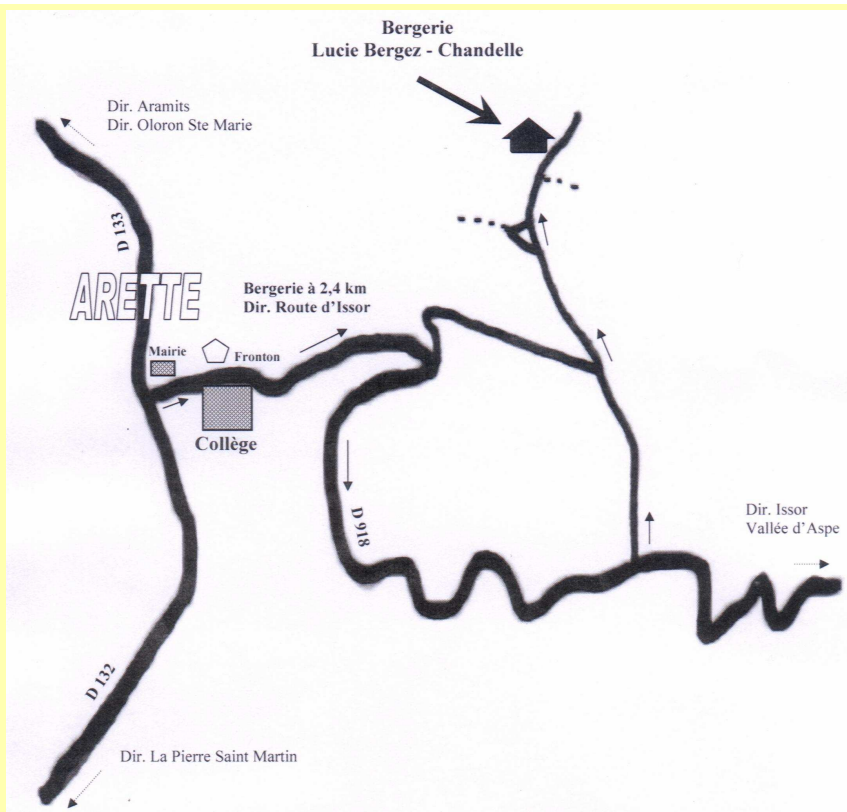 Bergerie
Lucie Bergez - Chandelle
Dir. Aramits
Dir. Oloron Ste Marie
D 133
ARETTE
Bergerie à 2,4 km
Dir. Route d'Issor
Mairie
Fronton
Collège
D 918
Dir. Issor
Vallée d'Aspe
D 132
Dir. La Pierre Saint Martin